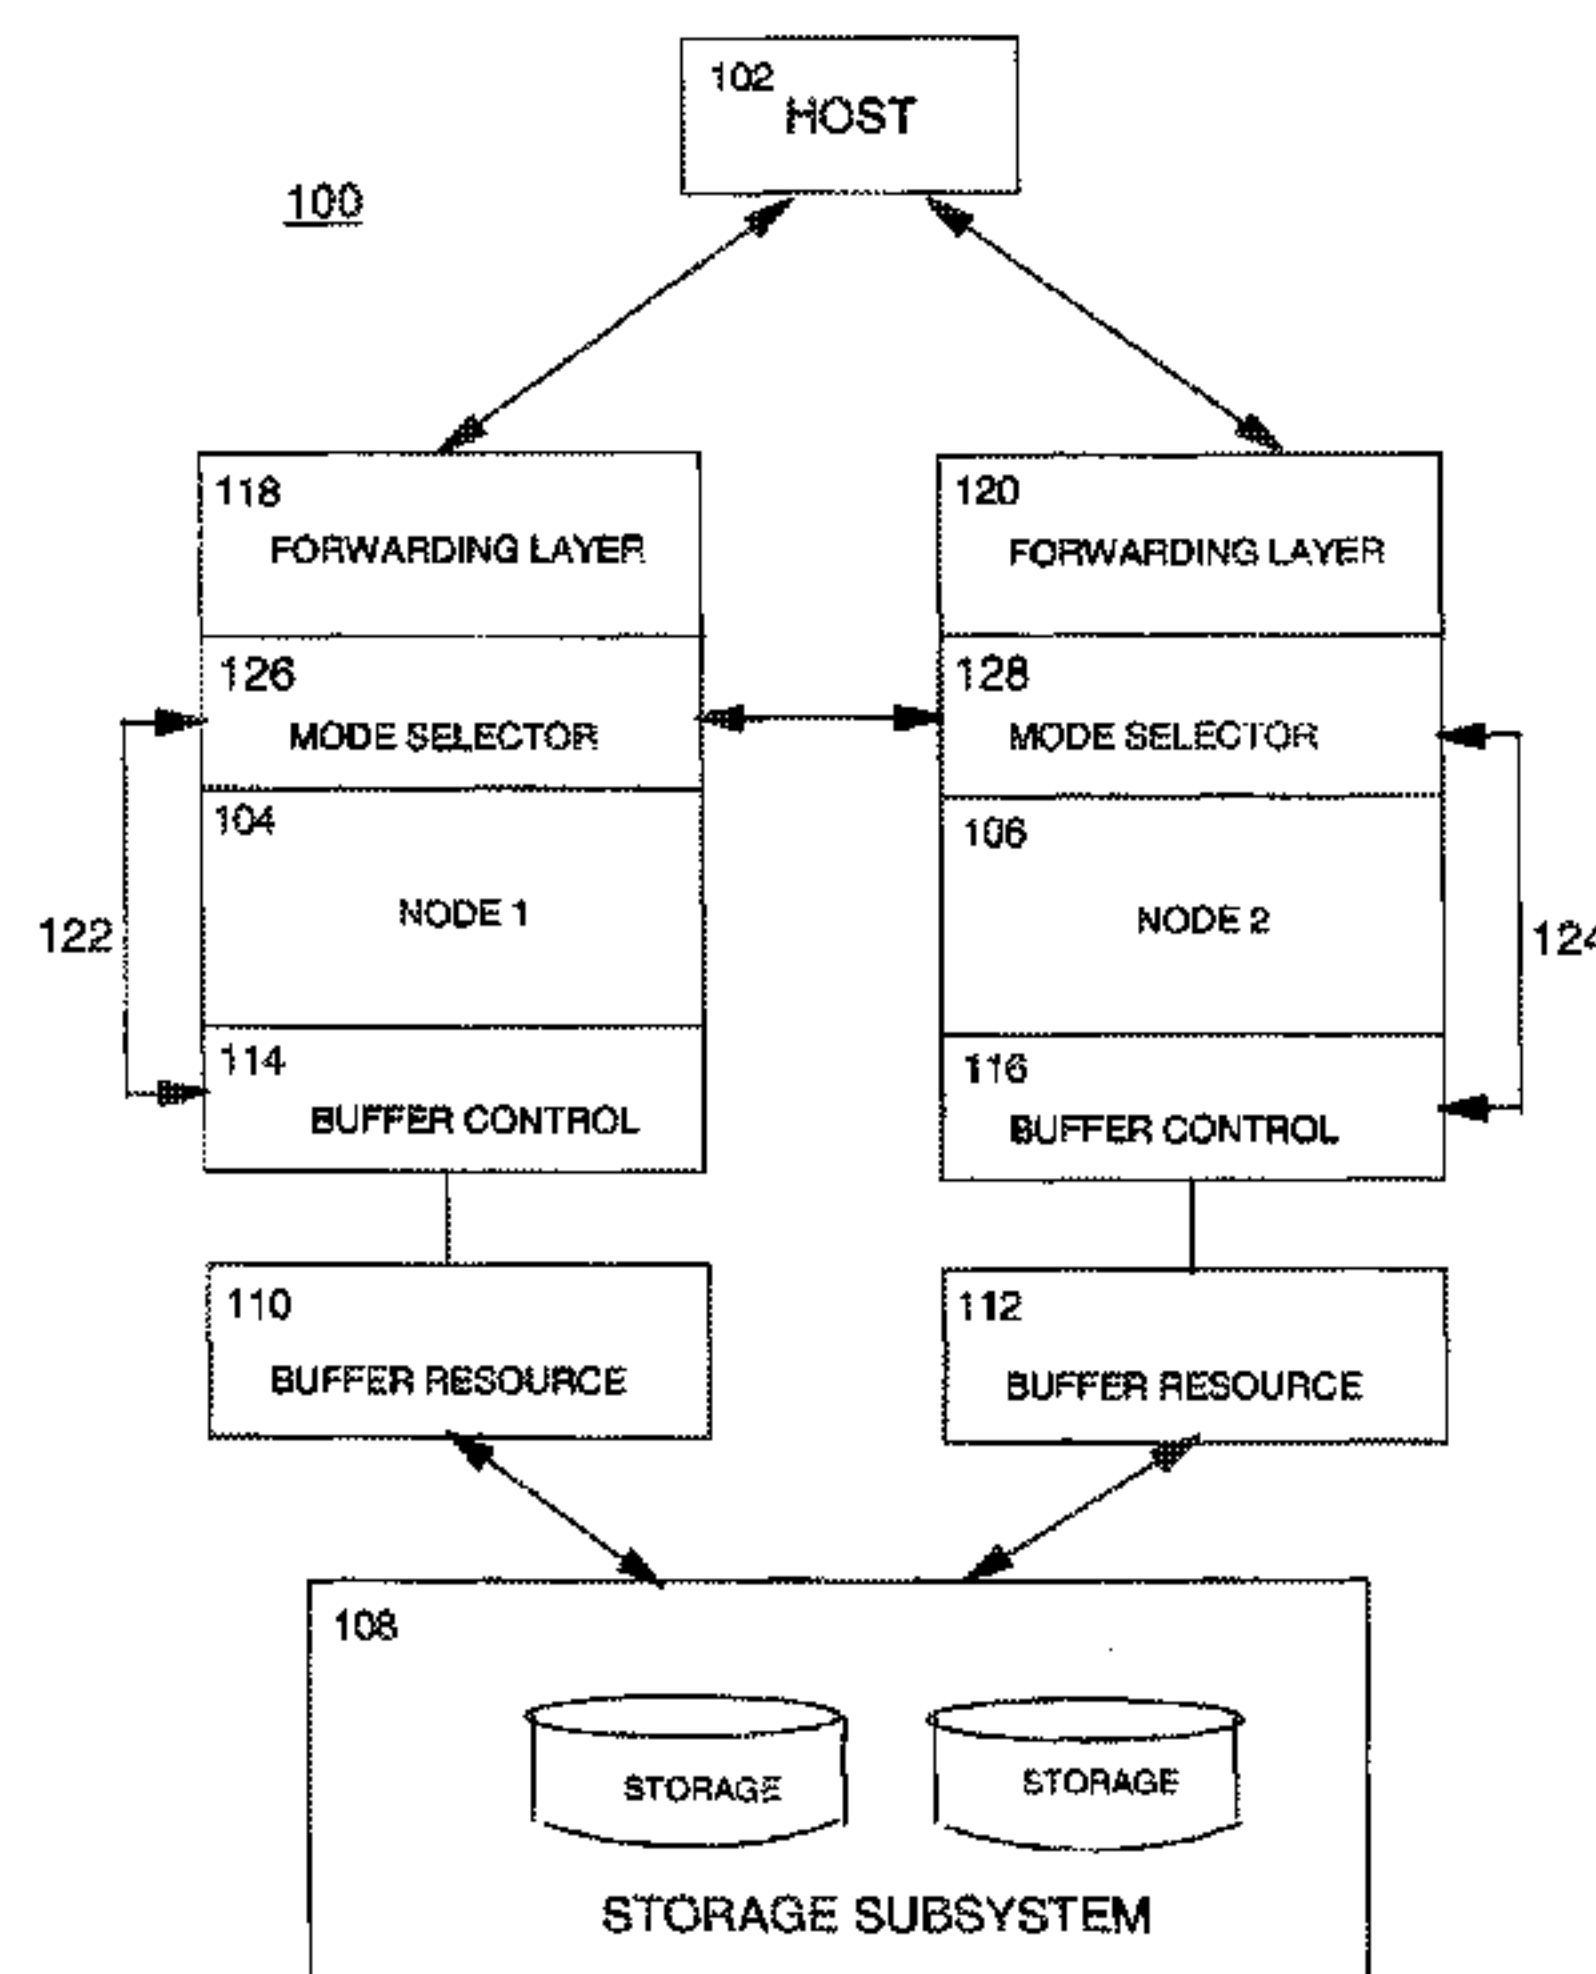 102
HOST
100
118
FORWARDING LAYER
120
FORWARDING LAYER
126
MODE SELECTOR
128
MODE SELECTOR
104
NODE 1
106
NODE 2
122
124
114
BUFFER CONTROL
116
BUFFER CONTROL
110
BUFFER RESOURCE
112
BUFFER RESOURCE
108
STORAGE
STORAGE
STORAGE SUBSYSTEM